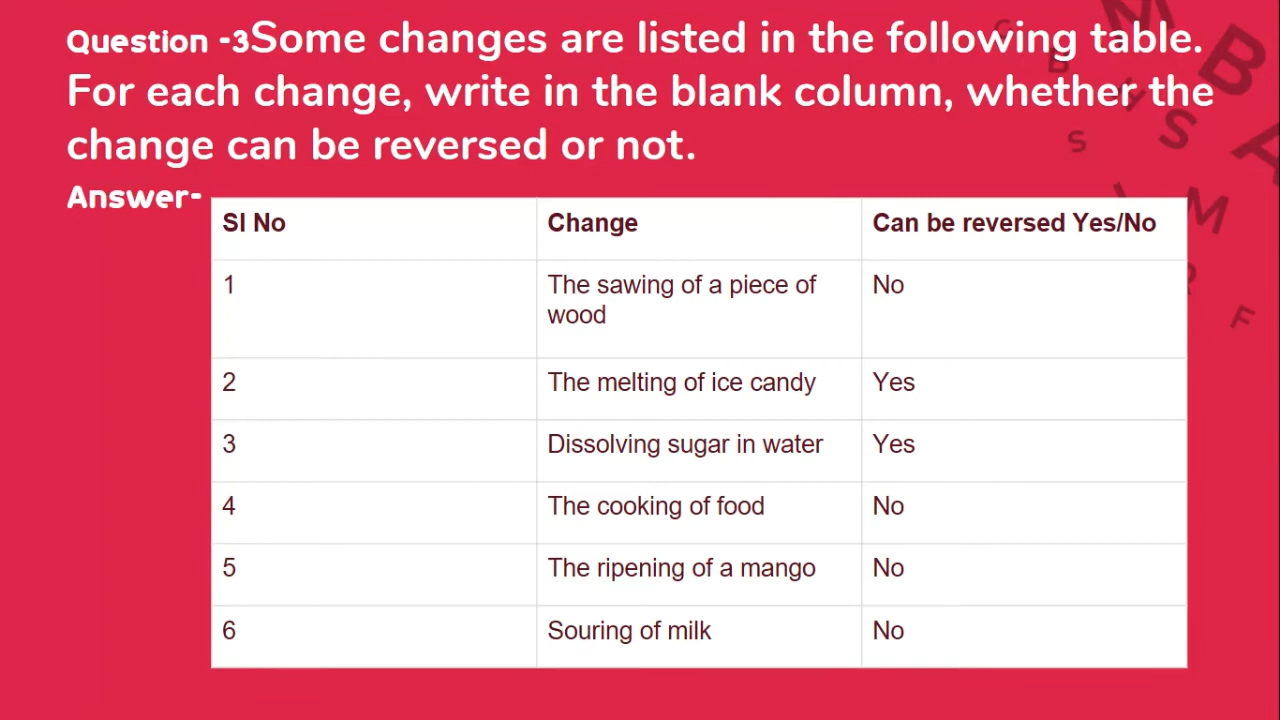 Question -3Some changes are listed in the following table.
For each change, write in the blank column, whether the
change can be reversed or not.
Answer-
Sl No Change Can be reversed Yes/No
1 The sawing of a piece of
wood No
2 The melting of ice candy Yes
3 Dissolving sugar in water Yes
4 The cooking of food No
5 The ripening of a mango No
6 Souring of milk No